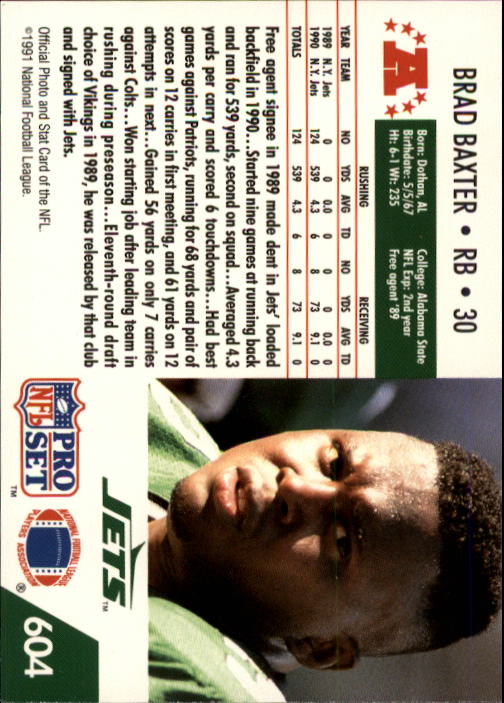 BRAD BAXTER • RB • 30
A
Born: Dothan, AL
Birthdate: 5/5/67
Ht: 6-1 Wt: 235
College: Alabama State
NFL Exp: 2nd year
Free agent '89
RUSHING RECEIVING
YEAR TEAM NO YDS AVG TD NO YDS AVG TD
1989 N.Y. Jets 0 0 0.0 0 0 0 0.0 0
1990 N.Y. Jets 124 539 4.3 6 8 73 9.1 0
TOTALS 124 539 4.3 6 8 73 9.1 0
Free agent signee in 1989 made dent in Jets' loaded
backfield in 1990...Started nine games at running back
and ran for 539 yards, second on squad...Averaged 4.3
yards per carry and scored 6 touchdowns...Had best
games against Patriots, running for 68 yards and pair of
scores on 12 carries in first meeting, and 61 yards on 12
attempts in next...Gained 56 yards on only 7 carries
against Colts...Won starting job after leading team in
rushing during preseason...Eleventh-round draft
choice of Vikings in 1989, he was released by that club
and signed with Jets.
Official Photo and Stat Card of the NFL.
©1991 National Football League.
JETS™
NFL
PRO
SET™
NATIONAL FOOTBALL LEAGUE
PLAYERS ASSOCIATION
®
604